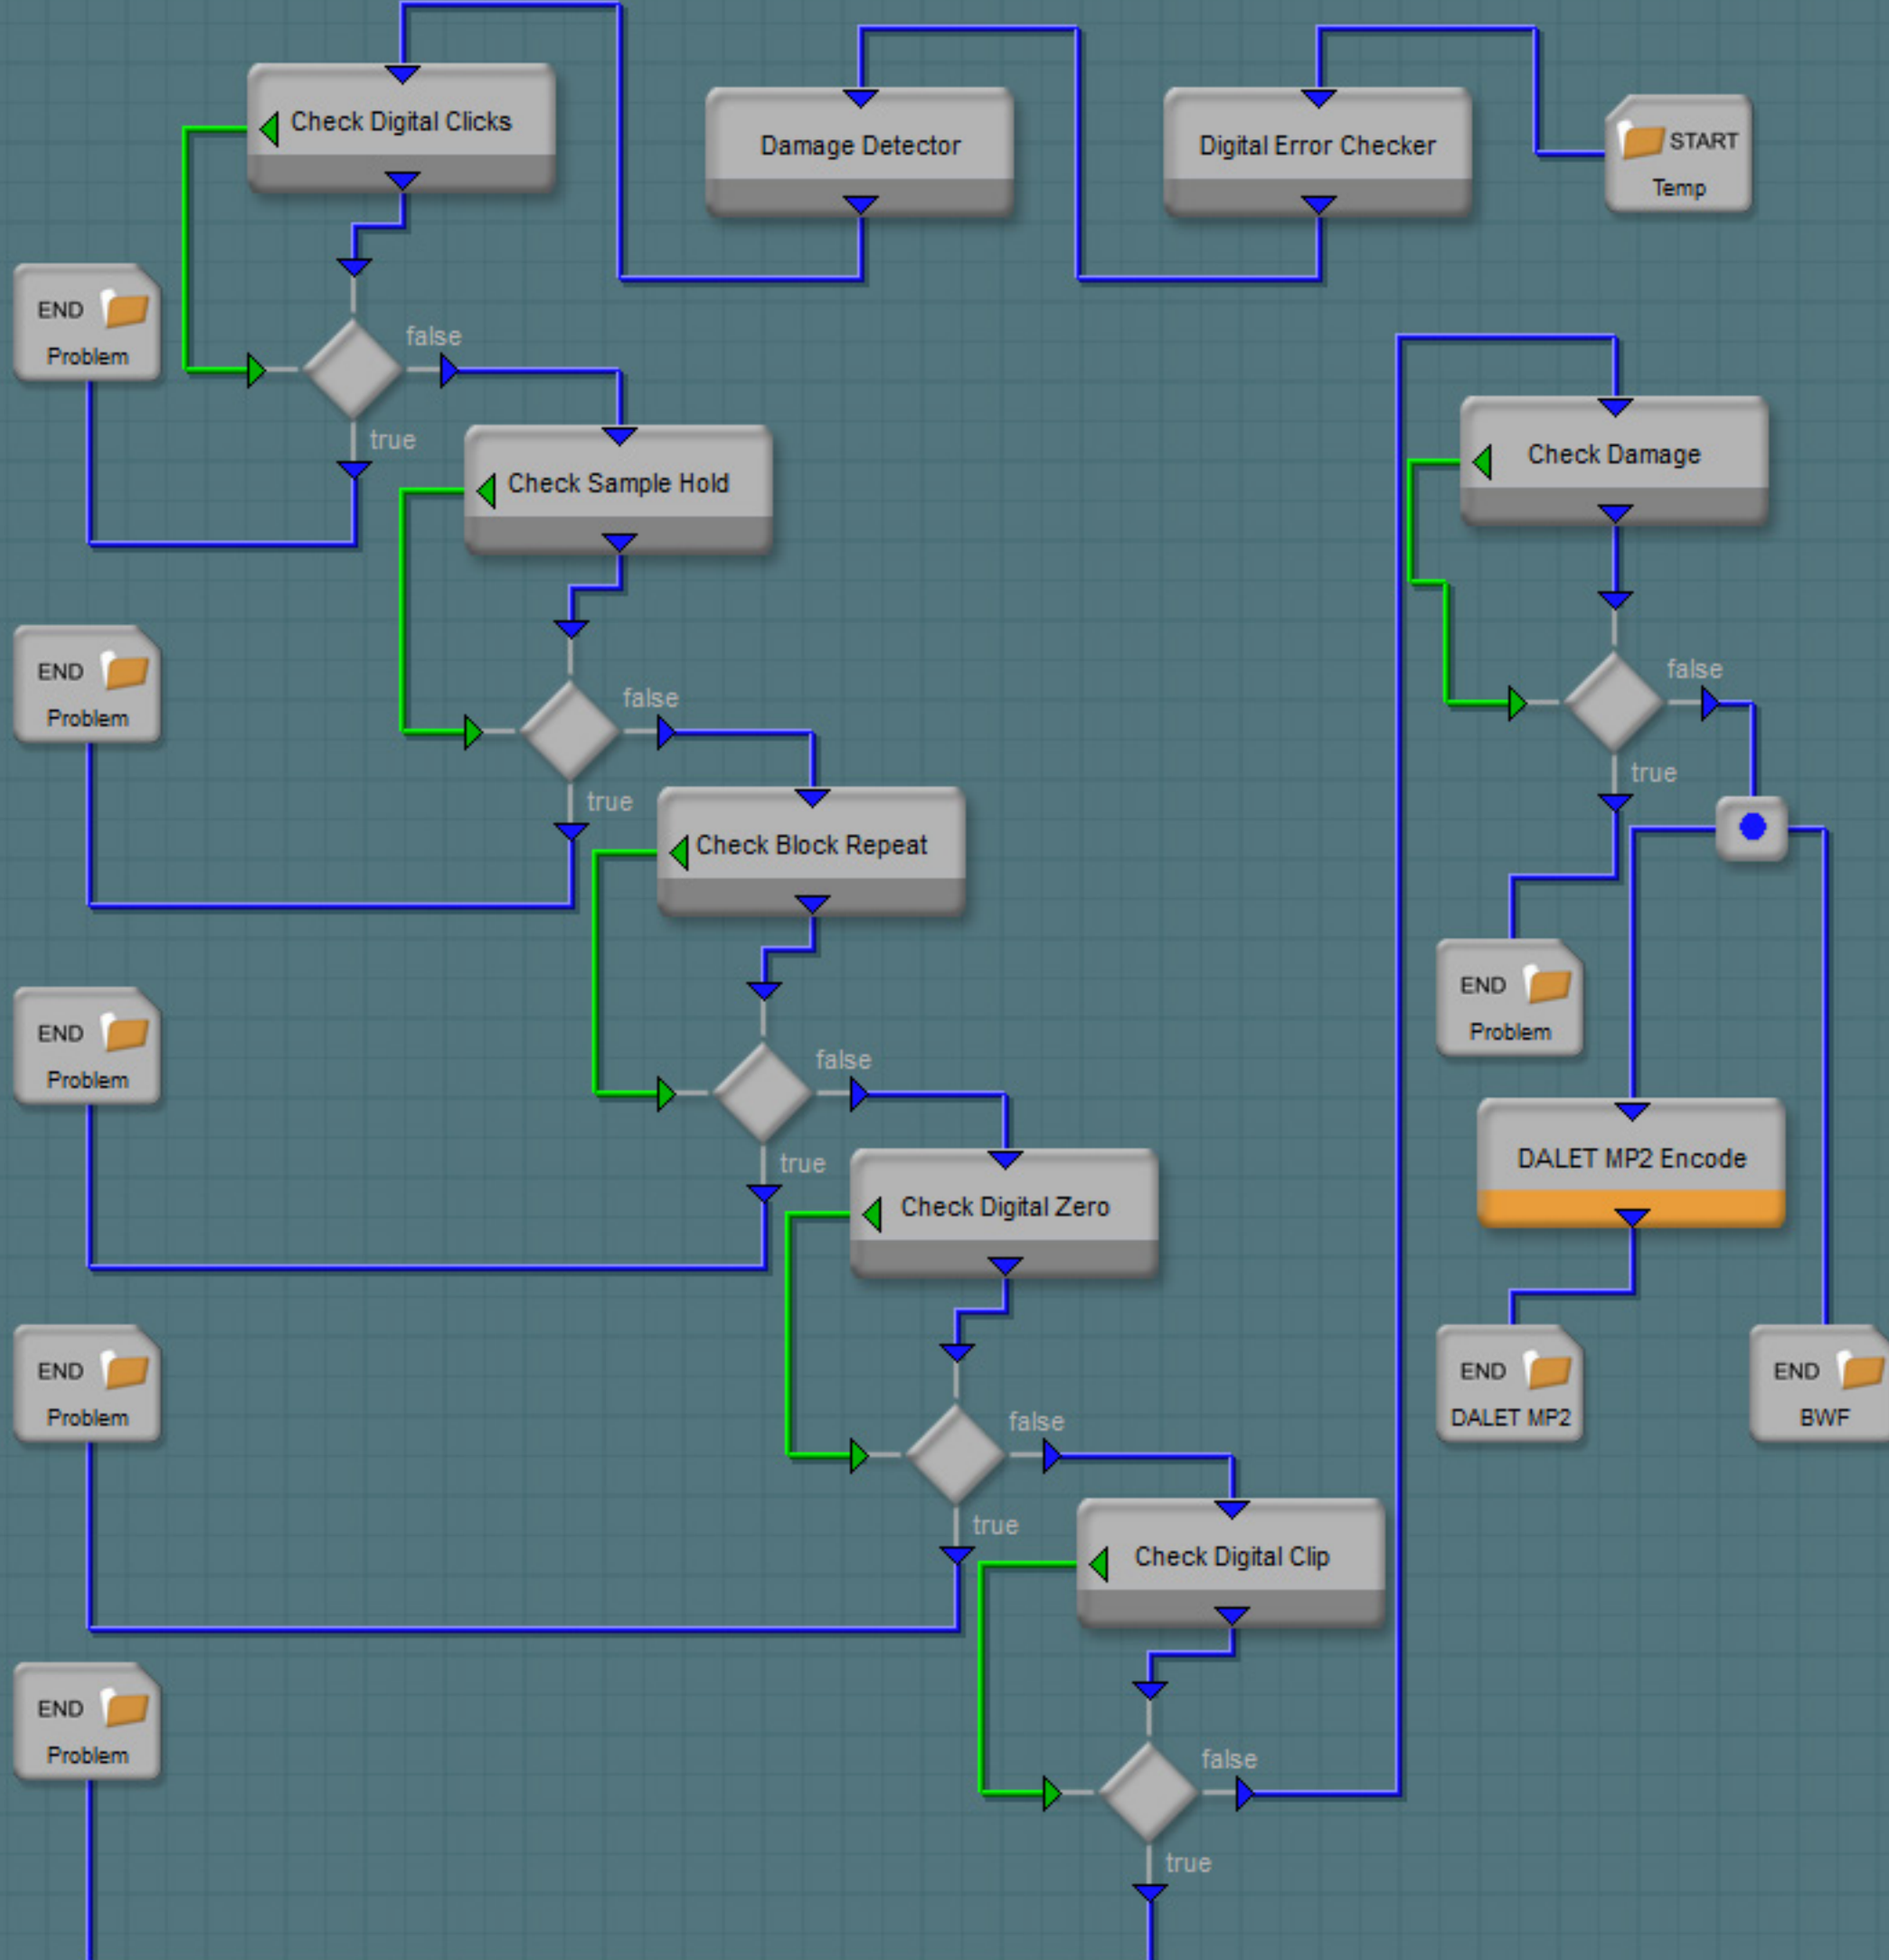 Check Digital Clicks
Damage Detector
Digital Error Checker
START
Temp
END
Problem
false
true
Check Sample Hold
Check Damage
END
Problem
false
true
false
true
Check Block Repeat
END
Problem
END
Problem
false
true
DALET MP2 Encode
Check Digital Zero
END
Problem
END
DALET MP2
END
BWF
false
true
Check Digital Clip
END
Problem
false
true